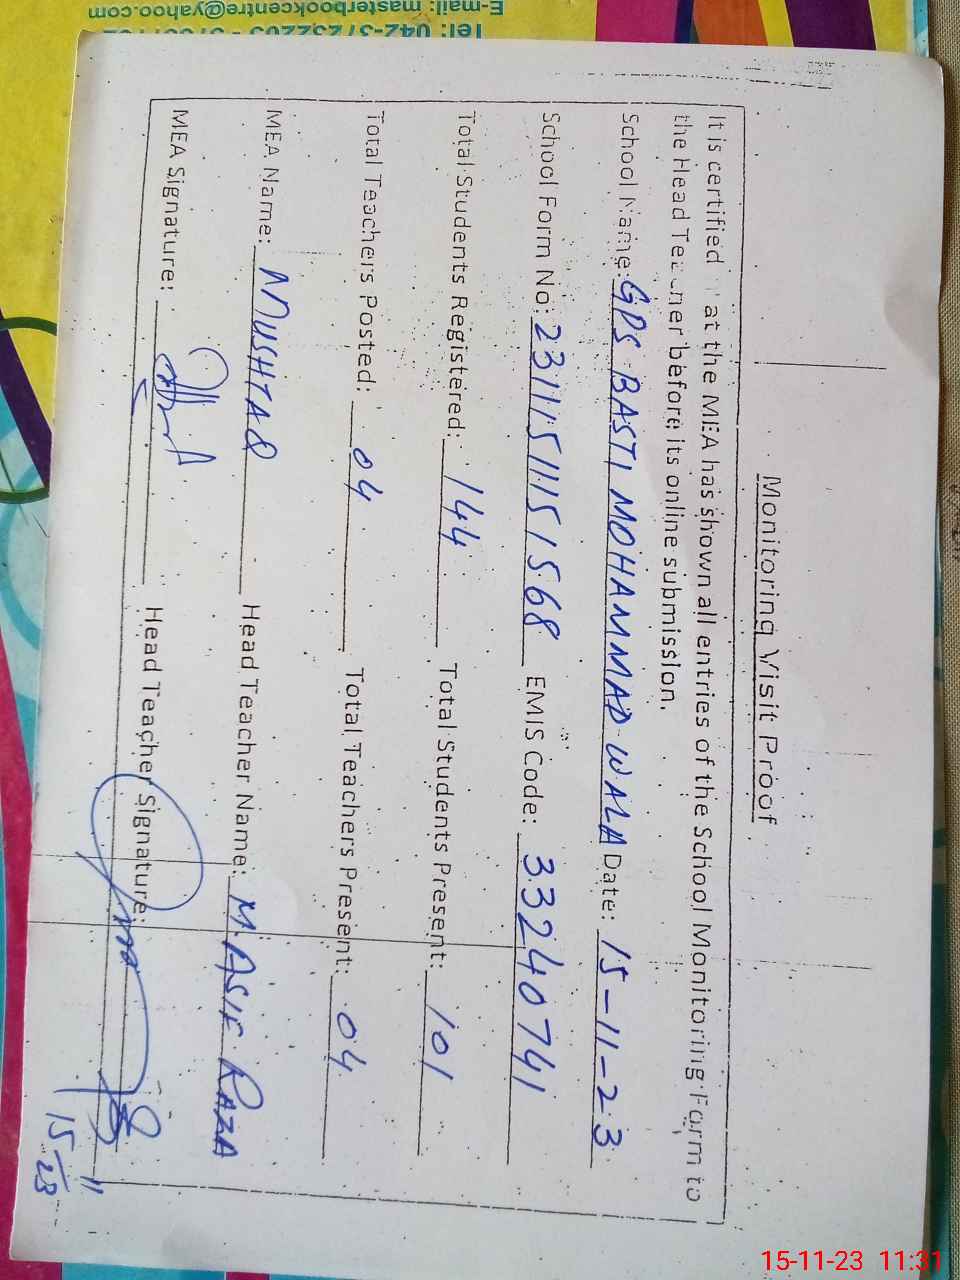 Monitoring Visit Proof
It is certified at the MEA has shown all entries of the School Monitoring Form to
the Head Teacher before its online submission.
School Name: GPS BASTI MOHAMMAD WALA Date: 15-11-23
School Form No: 23111511151568 EMIS Code: 33240741
Total Students Registered: 144 Total Students Present: 101
Total Teachers Posted: 04 Total Teachers Present: 04
MEA Name: MUSHTAQ Head Teacher Name: M. ASIF RAZA
MEA Signature: Head Teacher Signature:
15 11 23
E-mail: masterbookcentre@yahoo.com
15-11-23 11:31